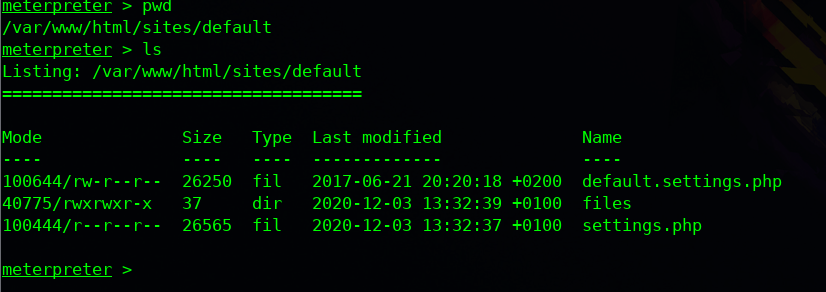 meterpreter > pwd
/var/www/html/sites/default
meterpreter > ls
Listing: /var/www/html/sites/default
====================================
Mode              Size   Type  Last modified              Name
----              ----   ----  -------------              ----
100644/rw-r--r--  26250  fil   2017-06-21 20:20:18 +0200  default.settings.php
40775/rwxrwxr-x   37     dir   2020-12-03 13:32:39 +0100  files
100444/r--r--r--  26565  fil   2020-12-03 13:32:37 +0100  settings.php
meterpreter >